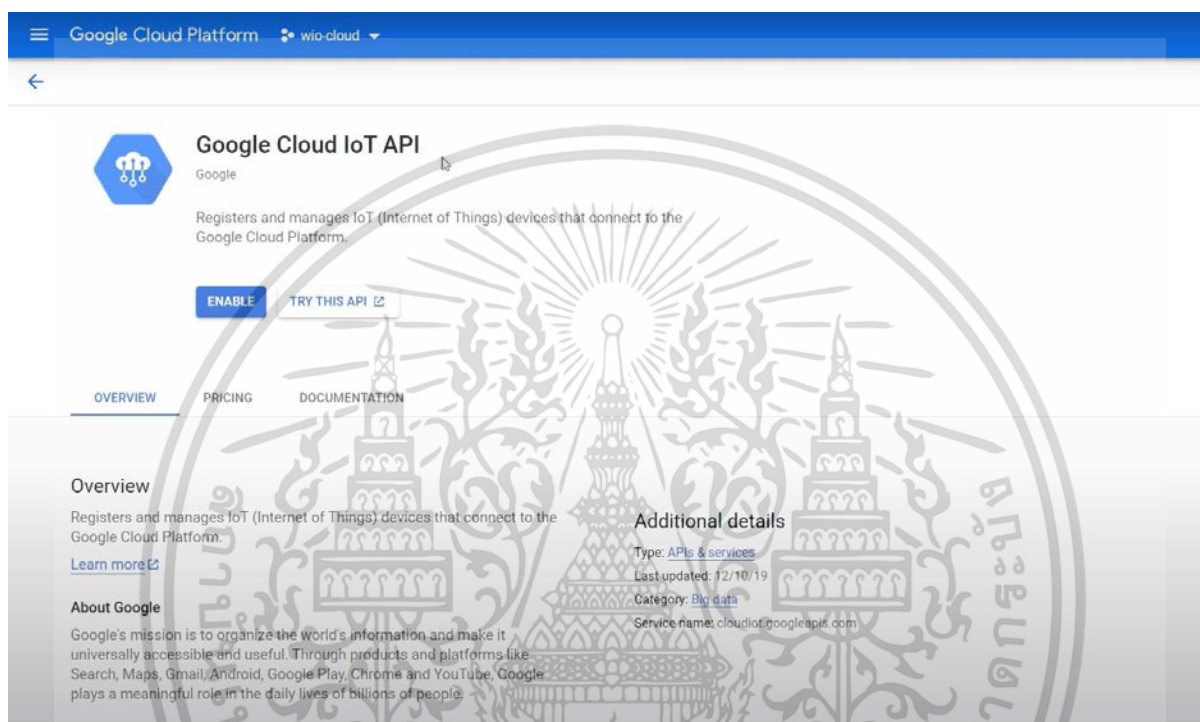 Google Cloud Platform wio-cloud
Google Cloud IoT API
Google
Registers and manages IoT (Internet of Things) devices that connect to the
Google Cloud Platform.
ENABLE TRY THIS API
OVERVIEW PRICING DOCUMENTATION
Overview
Registers and manages IoT (Internet of Things) devices that connect to the
Google Cloud Platform.
Learn more
About Google
Google's mission is to organize the world's information and make it
universally accessible and useful. Through products and platforms like
Search, Maps, Gmail, Android, Google Play, Chrome and YouTube, Google
plays a meaningful role in the daily lives of billions of people.
Additional details
Type: APIs & services
Last updated: 12/10/19
Category: Big data
Service name: cloudiot.googleapis.com